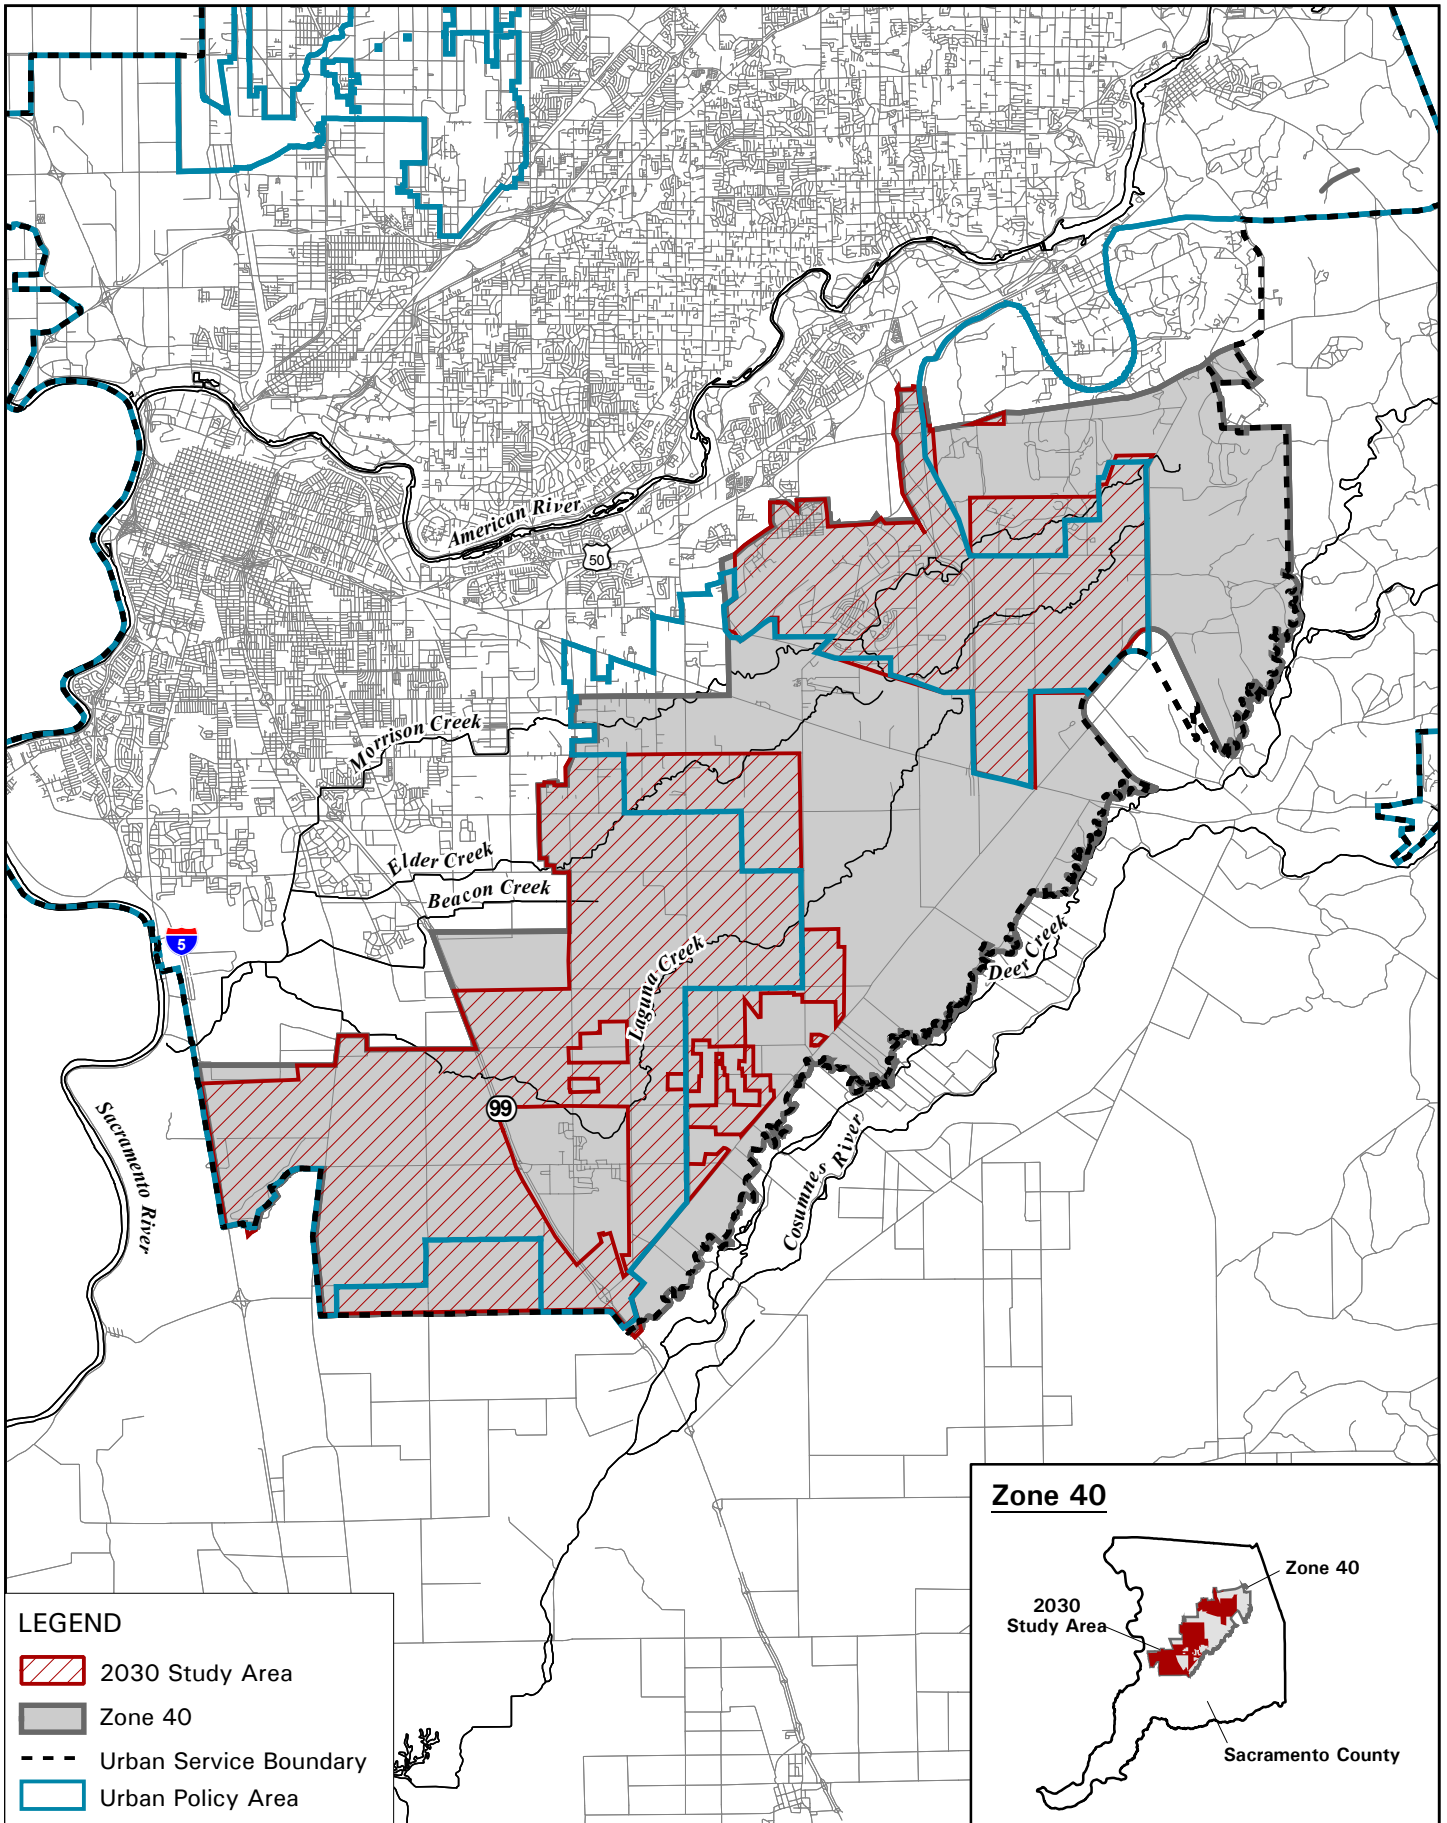 American River
50
Morrison Creek
Elder Creek
Beacon Creek
5
Laguna Creek
Deer Creek
99
Sacramento River
Cosumnes River
Zone 40
Zone 40
2030
Study Area
Sacramento County
LEGEND
2030 Study Area
Zone 40
Urban Service Boundary
Urban Policy Area